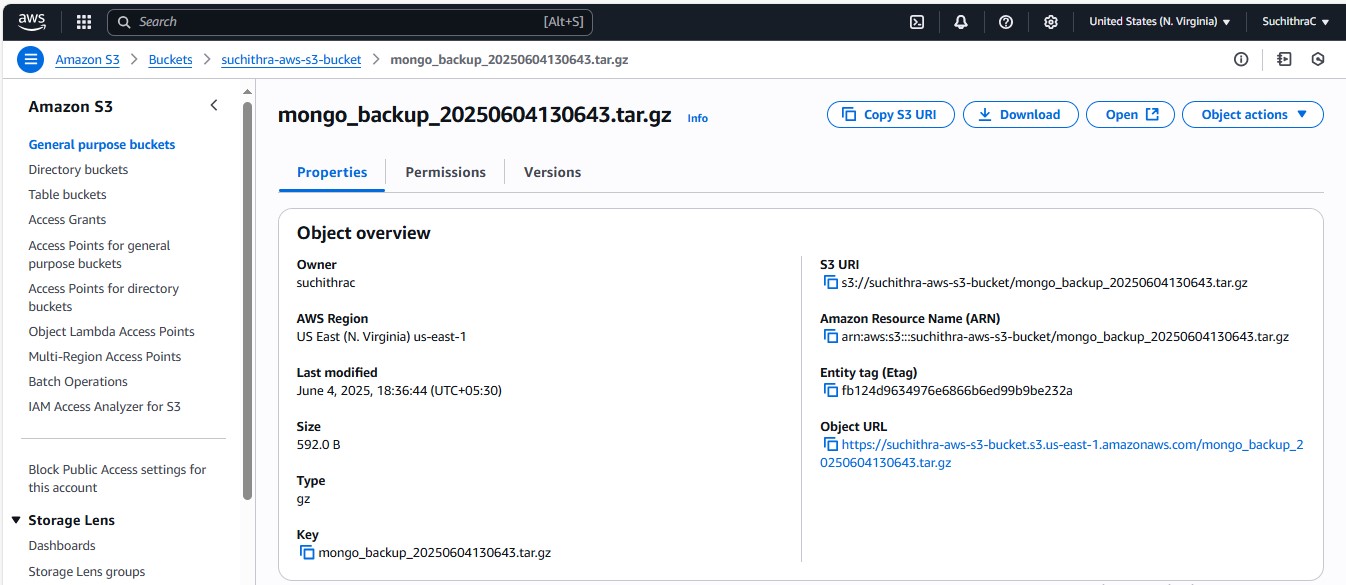 aws
Search [Alt+S]
United States (N. Virginia) ▼ SuchithraC ▼
Amazon S3 > Buckets > suchithra-aws-s3-bucket > mongo_backup_20250604130643.tar.gz
Amazon S3
General purpose buckets
Directory buckets
Table buckets
Access Grants
Access Points for general
purpose buckets
Access Points for directory
buckets
Object Lambda Access Points
Multi-Region Access Points
Batch Operations
IAM Access Analyzer for S3
Block Public Access settings for
this account
Storage Lens
Dashboards
Storage Lens groups
mongo_backup_20250604130643.tar.gz Info
Copy S3 URI
Download
Open
Object actions ▼
Properties
Permissions
Versions
Object overview
Owner
suchithrac
AWS Region
US East (N. Virginia) us-east-1
Last modified
June 4, 2025, 18:36:44 (UTC+05:30)
Size
592.0 B
Type
gz
Key
mongo_backup_20250604130643.tar.gz
S3 URI
s3://suchithra-aws-s3-bucket/mongo_backup_20250604130643.tar.gz
Amazon Resource Name (ARN)
arn:aws:s3:::suchithra-aws-s3-bucket/mongo_backup_20250604130643.tar.gz
Entity tag (Etag)
fb124d9634976e6866b6ed99b9be232a
Object URL
https://suchithra-aws-s3-bucket.s3.us-east-1.amazonaws.com/mongo_backup_2
0250604130643.tar.gz